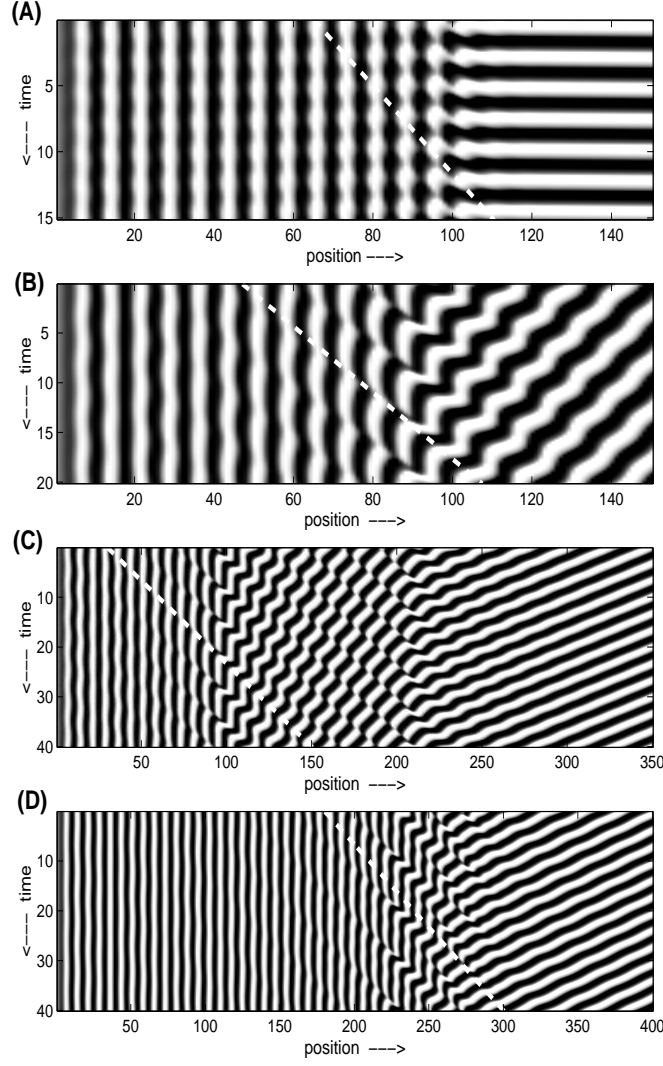 (A)
5
10
15
<---- time
20 40 60 80 100 120 140
position --->
(B)
0
5
10
15
20
<---- time
20 40 60 80 100 120 140
position --->
(C)
10
20
30
40
<---- time
50 100 150 200 250 300 350
position --->
(D)
10
20
30
40
<---- time
50 100 150 200 250 300 350 400
position --->